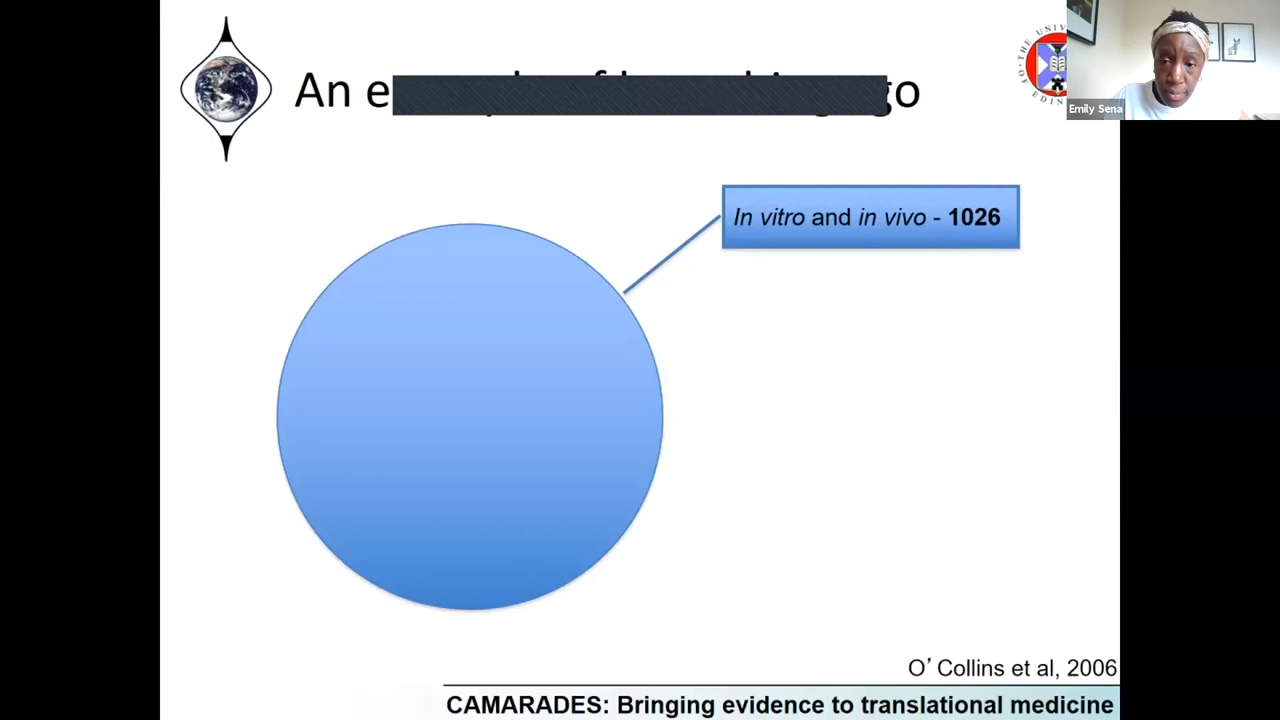 An
In vitro and in vivo - 1026
Emily Sena
O’ Collins et al, 2006
CAMARADES: Bringing evidence to translational medicine